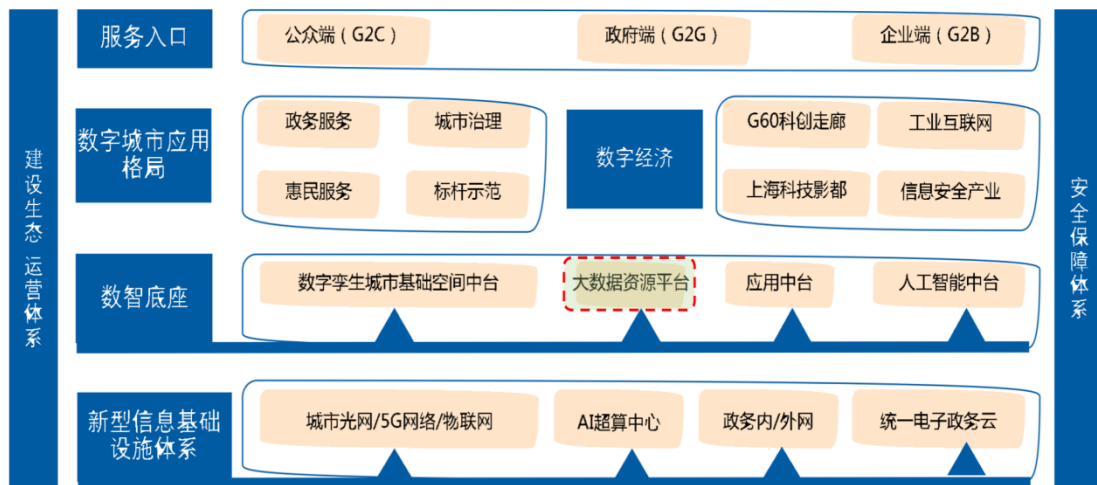 建设生态 运营体系
服务入口
公众端（G2C）
政府端（G2G）
企业端（G2B）
数字城市应用
格局
政务服务
城市治理
惠民服务
标杆示范
数字经济
G60科创走廊
工业互联网
上海科技影都
信息安全产业
数智底座
数字孪生城市基础空间中台
大数据资源平台
应用中台
人工智能中台
新型信息基础
设施体系
城市光网/5G网络/物联网
AI超算中心
政务内/外网
统一电子政务云
安全保障体系